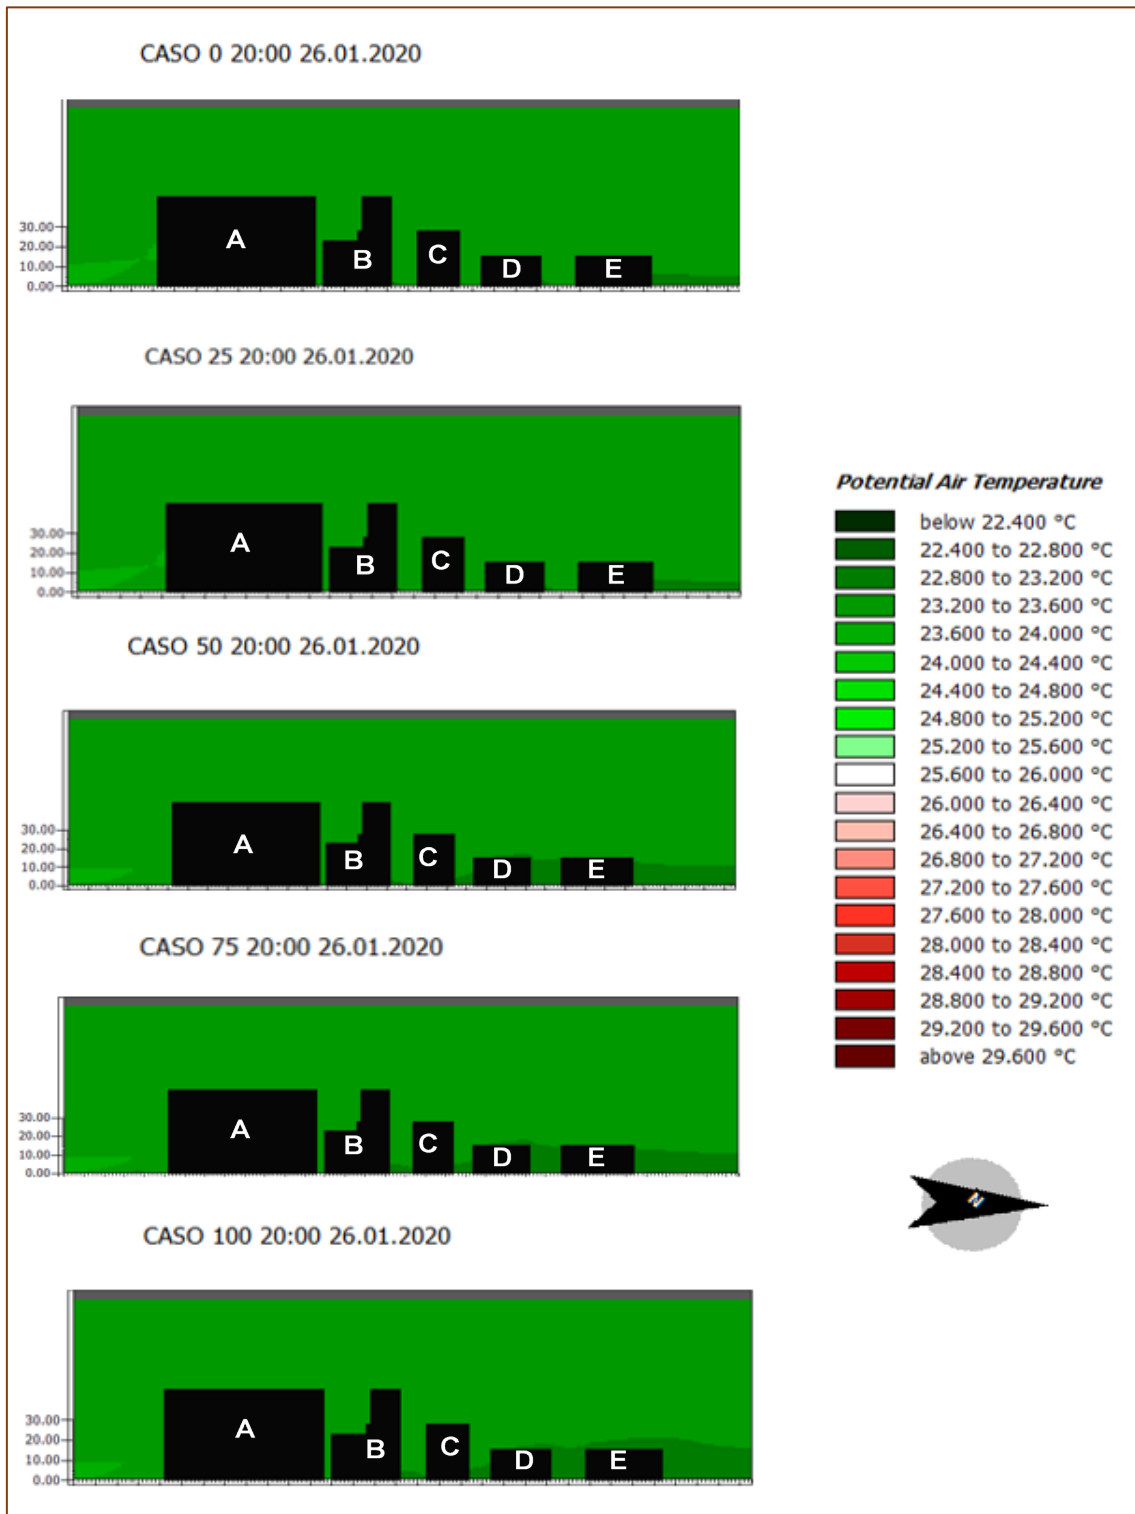 CASO 0 20:00 26.01.2020
30.00
20.00
10.00
0.00
A
B
C
D
E
CASO 25 20:00 26.01.2020
30.00
20.00
10.00
0.00
A
B
C
D
E
CASO 50 20:00 26.01.2020
30.00
20.00
10.00
0.00
A
B
C
D
E
CASO 75 20:00 26.01.2020
30.00
20.00
10.00
0.00
A
B
C
D
E
CASO 100 20:00 26.01.2020
30.00
20.00
10.00
0.00
A
B
C
D
E
Potential Air Temperature
below 22.400 °C
22.400 to 22.800 °C
22.800 to 23.200 °C
23.200 to 23.600 °C
23.600 to 24.000 °C
24.000 to 24.400 °C
24.400 to 24.800 °C
24.800 to 25.200 °C
25.200 to 25.600 °C
25.600 to 26.000 °C
26.000 to 26.400 °C
26.400 to 26.800 °C
26.800 to 27.200 °C
27.200 to 27.600 °C
27.600 to 28.000 °C
28.000 to 28.400 °C
28.400 to 28.800 °C
28.800 to 29.200 °C
29.200 to 29.600 °C
above 29.600 °C
N